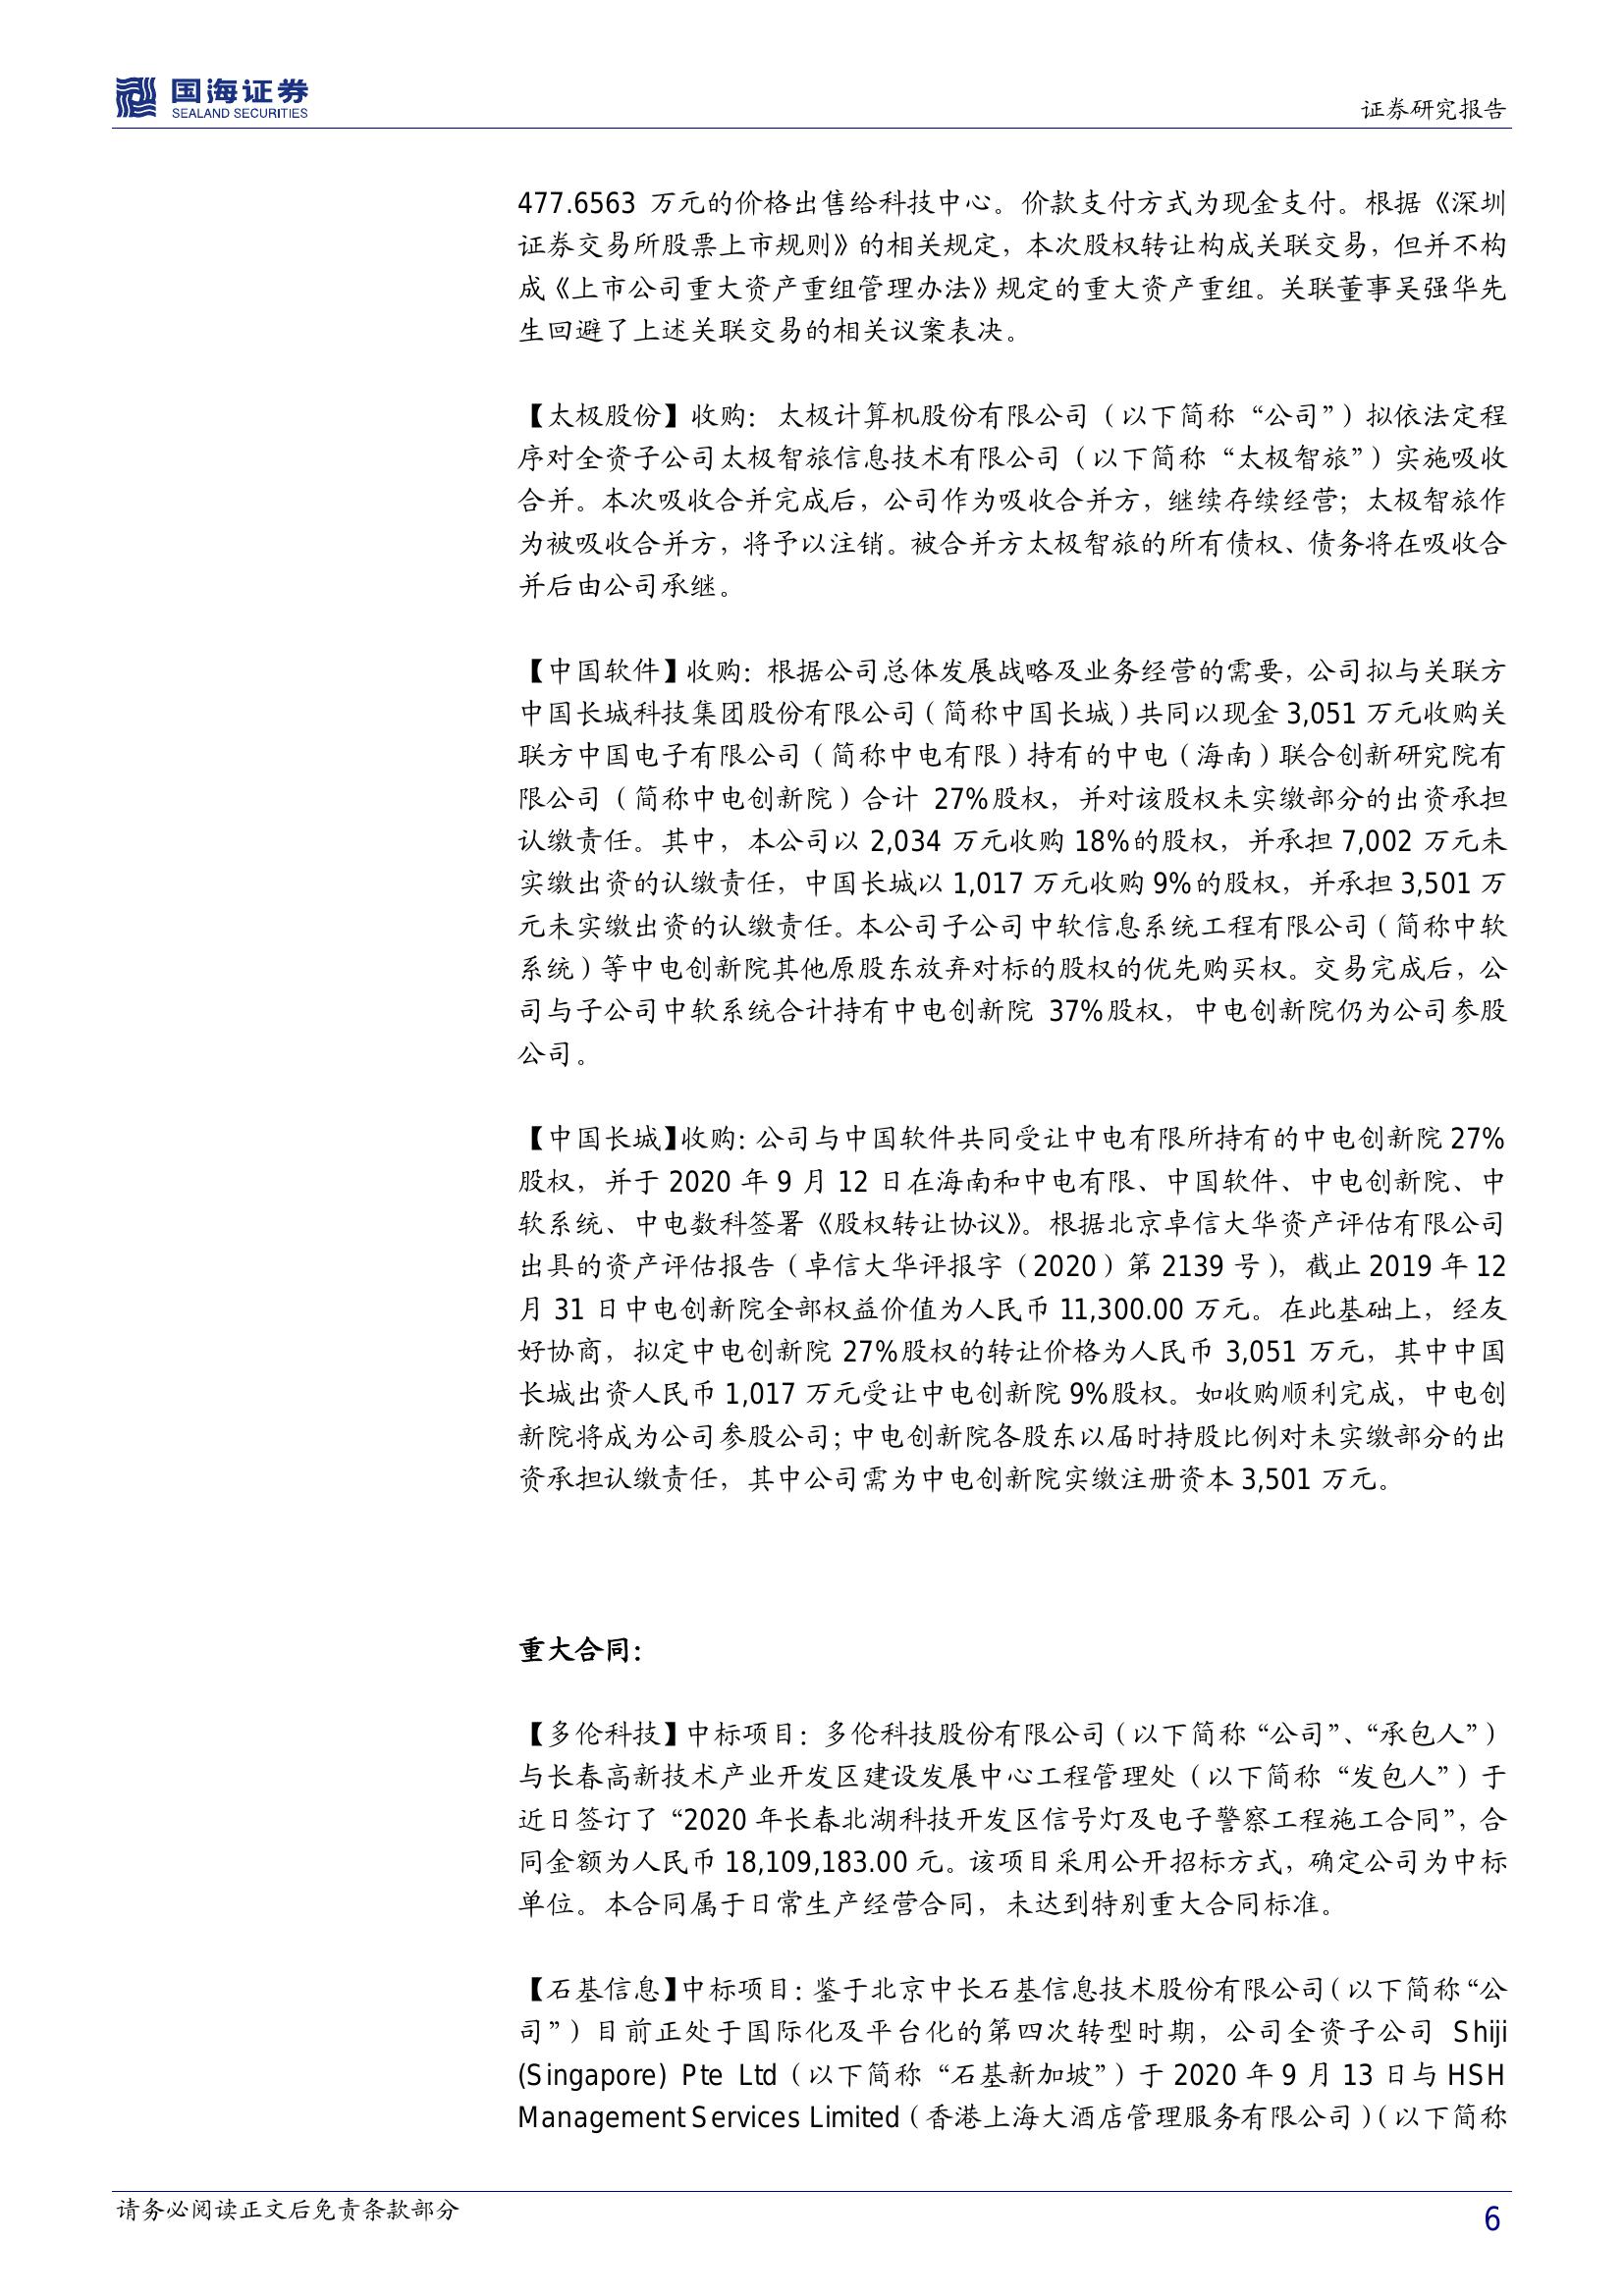 国海证券
SEALAND SECURITIES
证券研究报告
477.6563 万元的价格出售给科技中心。价款支付方式为现金支付。根据《深圳
证券交易所股票上市规则》的相关规定，本次股权转让构成关联交易，但并不构
成《上市公司重大资产重组管理办法》规定的重大资产重组。关联董事吴强华先
生回避了上述关联交易的相关议案表决。
【太极股份】收购：太极计算机股份有限公司（以下简称“公司”）拟依法定程
序对全资子公司太极智旅信息技术有限公司（以下简称“太极智旅”）实施吸收
合并。本次吸收合并完成后，公司作为吸收合并方，继续存续经营；太极智旅作
为被吸收合并方，将予以注销。被合并方太极智旅的所有债权、债务将在吸收合
并后由公司承继。
【中国软件】收购：根据公司总体发展战略及业务经营的需要，公司拟与关联方
中国长城科技集团股份有限公司（简称中国长城）共同以现金 3,051 万元收购关
联方中国电子有限公司（简称中电有限）持有的中电（海南）联合创新研究院有
限公司（简称中电创新院）合计 27%股权，并对该股权未实缴部分的出资承担
认缴责任。其中，本公司以 2,034 万元收购 18%的股权，并承担 7,002 万元未
实缴出资的认缴责任，中国长城以 1,017 万元收购 9%的股权，并承担 3,501 万
元未实缴出资的认缴责任。本公司子公司中软信息系统工程有限公司（简称中软
系统）等中电创新院其他原股东放弃对标的股权的优先购买权。交易完成后，公
司与子公司中软系统合计持有中电创新院 37%股权，中电创新院仍为公司参股
公司。
【中国长城】收购：公司与中国软件共同受让中电有限所持有的中电创新院 27%
股权，并于 2020 年 9 月 12 日在海南和中电有限、中国软件、中电创新院、中
软系统、中电数科签署《股权转让协议》。根据北京卓信大华资产评估有限公司
出具的资产评估报告（卓信大华评报字（2020）第 2139 号），截止 2019 年 12
月 31 日中电创新院全部权益价值为人民币 11,300.00 万元。在此基础上，经友
好协商，拟定中电创新院 27%股权的转让价格为人民币 3,051 万元，其中中国
长城出资人民币 1,017 万元受让中电创新院 9%股权。如收购顺利完成，中电创
新院将成为公司参股公司；中电创新院各股东以届时持股比例对未实缴部分的出
资承担认缴责任，其中公司需为中电创新院实缴注册资本 3,501 万元。
重大合同：
【多伦科技】中标项目：多伦科技股份有限公司（以下简称“公司”、“承包人”）
与长春高新技术产业开发区建设发展中心工程管理处（以下简称“发包人”）于
近日签订了“2020 年长春北湖科技开发区信号灯及电子警察工程施工合同”，合
同金额为人民币 18,109,183.00 元。该项目采用公开招标方式，确定公司为中标
单位。本合同属于日常生产经营合同，未达到特别重大合同标准。
【石基信息】中标项目：鉴于北京中长石基信息技术股份有限公司（以下简称“公
司”）目前正处于国际化及平台化的第四次转型时期，公司全资子公司 Shiji
(Singapore) Pte Ltd（以下简称“石基新加坡”）于 2020 年 9 月 13 日与 HSH
Management Services Limited（香港上海大酒店管理服务有限公司）（以下简称
请务必阅读正文后免责条款部分
6